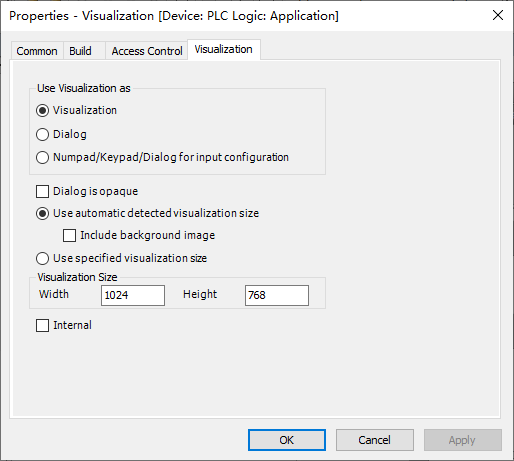 Properties - Visualization [Device: PLC Logic: Application]
Common Build Access Control Visualization
Use Visualization as
Visualization
Dialog
Numpad/Keypad/Dialog for input configuration
Dialog is opaque
Use automatic detected visualization size
Include background image
Use specified visualization size
Visualization Size
Width 1024 Height 768
Internal
OK Cancel Apply